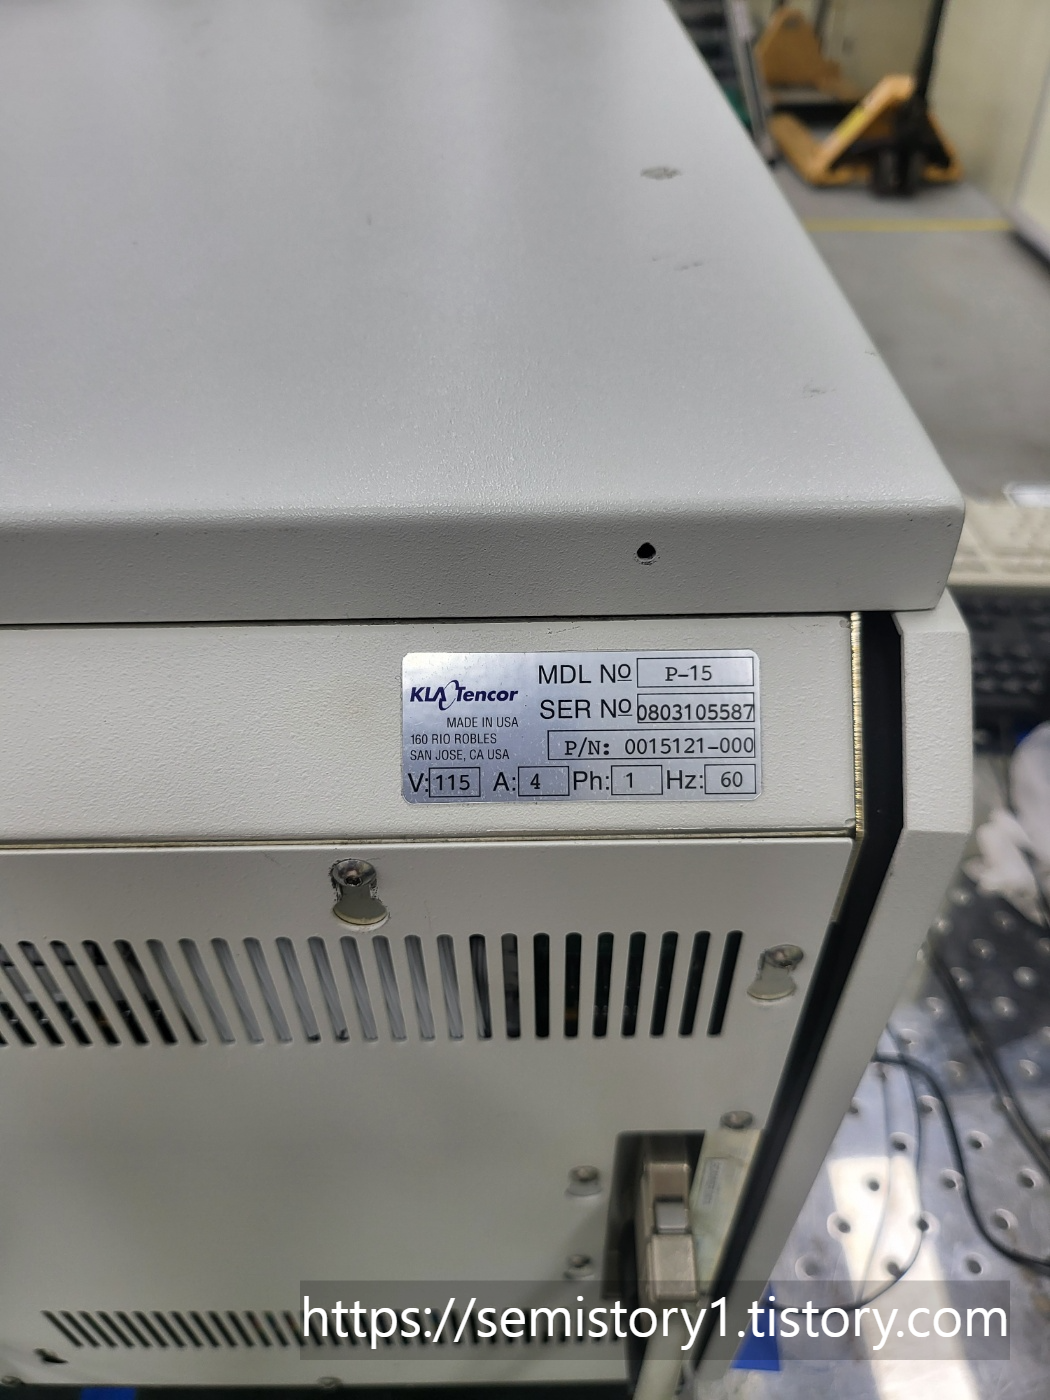 KLA Tencor
MADE IN USA
160 RIO ROBLES
SAN JOSE, CA USA
MDL Nº P-15
SER Nº 0803105587
P/N: 0015121-000
V: 115 A: 4 Ph: 1 Hz: 60
https://semistory1.tistory.com